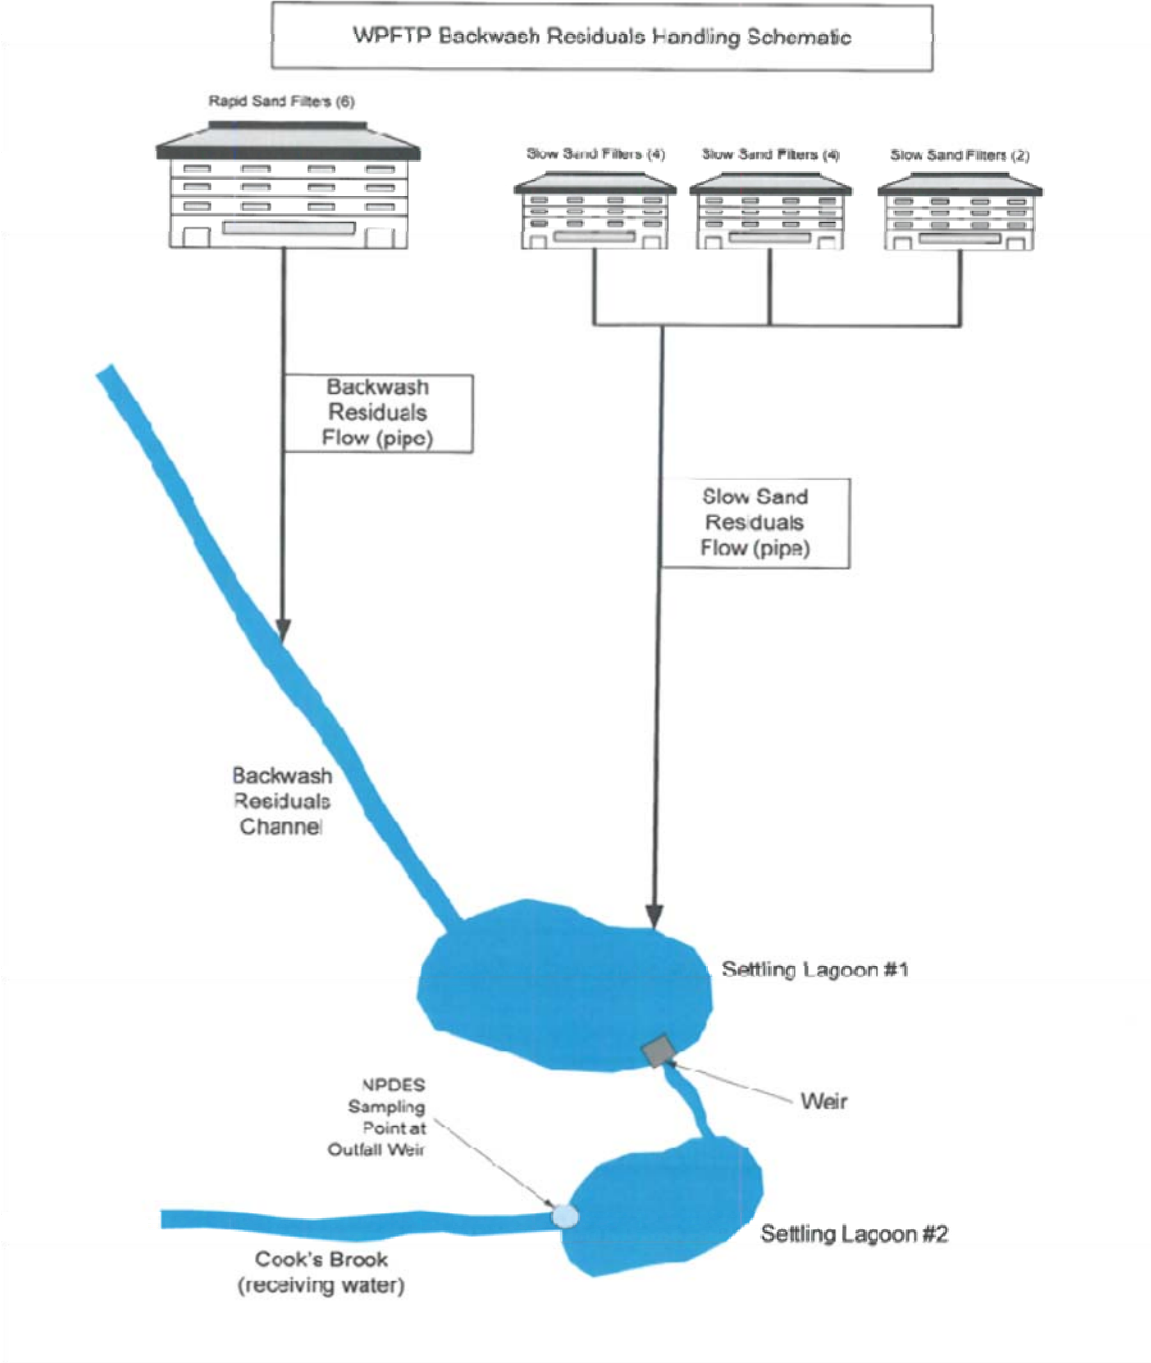 WPFTP Backwash Residuals Handling Schematic
Rapid Sand Filters (6)
Slow Sand Filters (4)
Slow Sand Filters (4)
Slow Sand Filters (2)
Backwash
Residuals
Flow (pipe)
Slow Sand
Residuals
Flow (pipe)
Backwash
Residuals
Channel
Settling Lagoon #1
NPDES
Sampling
Point at
Outfall Weir
Weir
Settling Lagoon #2
Cook's Brook
(receiving water)